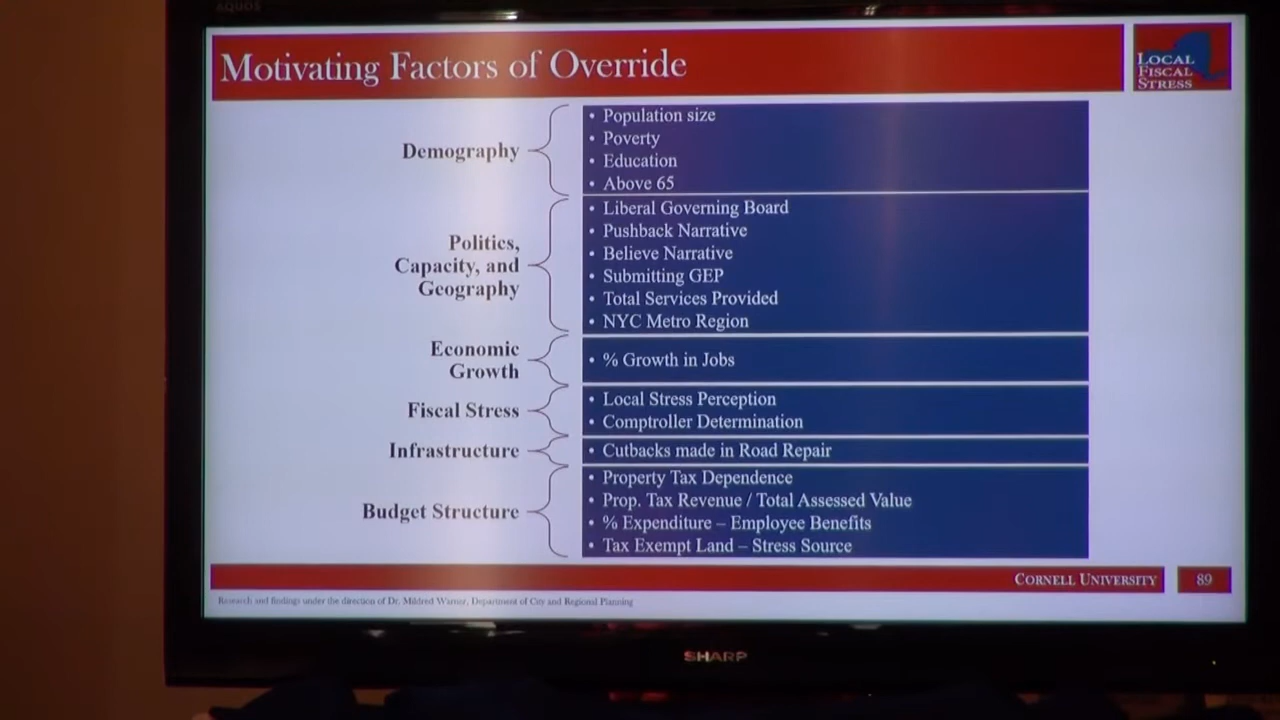 AQUOS
Motivating Factors of Override
LOCAL
FISCAL
STRESS
Demography
• Population size
• Poverty
• Education
• Above 65
Politics,
Capacity, and
Geography
• Liberal Governing Board
• Pushback Narrative
• Believe Narrative
• Submitting GEP
• Total Services Provided
• NYC Metro Region
Economic
Growth
• % Growth in Jobs
Fiscal Stress
• Local Stress Perception
• Comptroller Determination
Infrastructure
• Cutbacks made in Road Repair
Budget Structure
• Property Tax Dependence
• Prop. Tax Revenue / Total Assessed Value
• % Expenditure – Employee Benefits
• Tax Exempt Land – Stress Source
CORNELL UNIVERSITY
89
Research and findings under the direction of Dr. Mildred Warner, Department of City and Regional Planning
SHARP